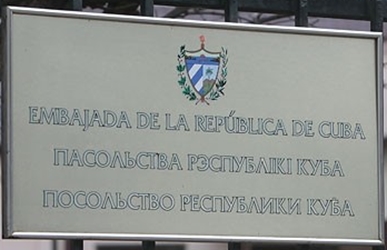 EMBAJADA DE LA REPÚBLICA DE CUBA
ПАСОЛЬСТВА РЭСПУБЛІКІ КУБА
ПОСОЛЬСТВО РЕСПУБЛИКИ КУБА